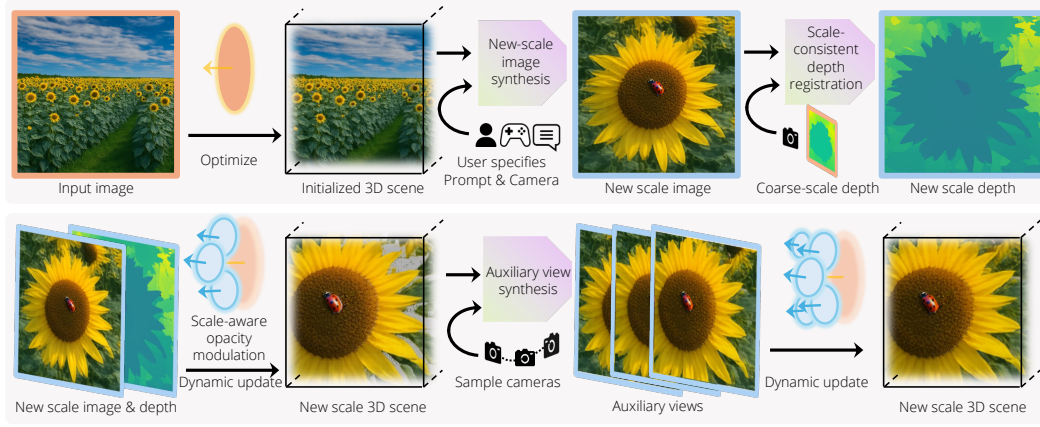 Input image
Optimize
Initialized 3D scene
New-scale
image
synthesis
User specifies
Prompt & Camera
New scale image
Scale-
consistent
depth
registration
Coarse-scale depth
New scale depth
New scale image & depth
Scale-aware
opacity
modulation
Dynamic update
New scale 3D scene
Auxiliary view
synthesis
Sample cameras
Auxiliary views
Dynamic update
New scale 3D scene